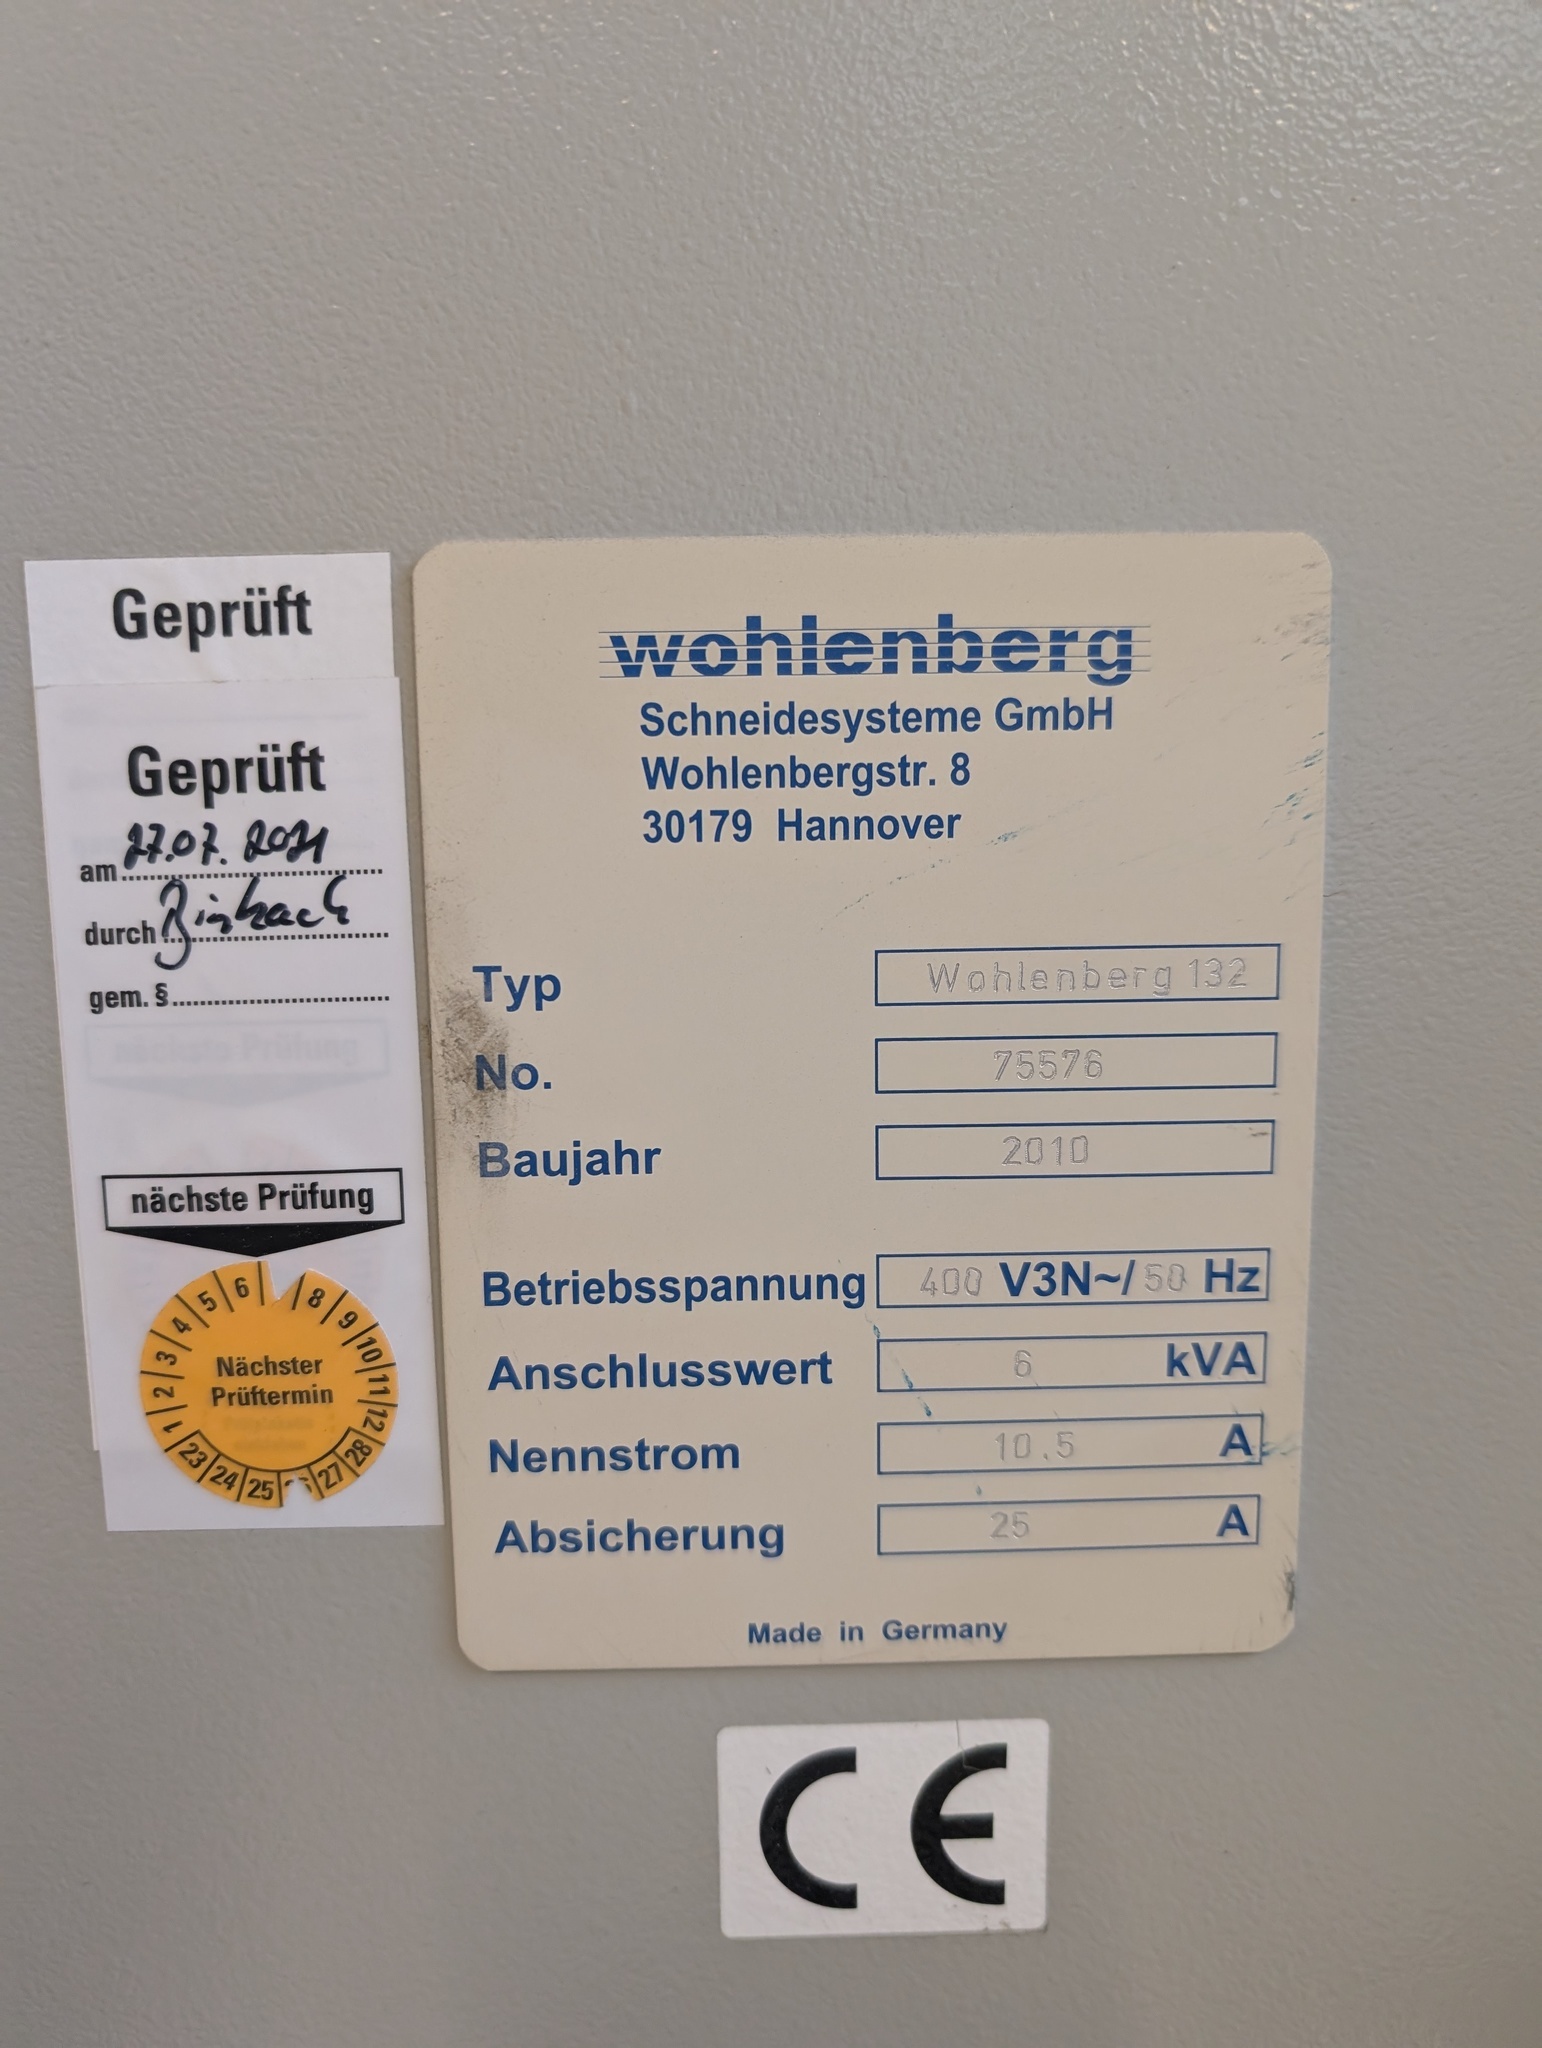 Geprüft
Geprüft
am 27.07.2021
durch
gem. §
nächste Prüfung
1 2 3 4 5 6 8 9 10 11 12
Nächster
Prüftermin
23 24 25 27 28
wohlenberg
Schneidesysteme GmbH
Wohlenbergstr. 8
30179 Hannover
Typ Wohlenberg 132
No. 75576
Baujahr 2010
Betriebsspannung 400 V3N~/ 50 Hz
Anschlusswert 6 kVA
Nennstrom 10.5 A
Absicherung 25 A
Made in Germany
CE